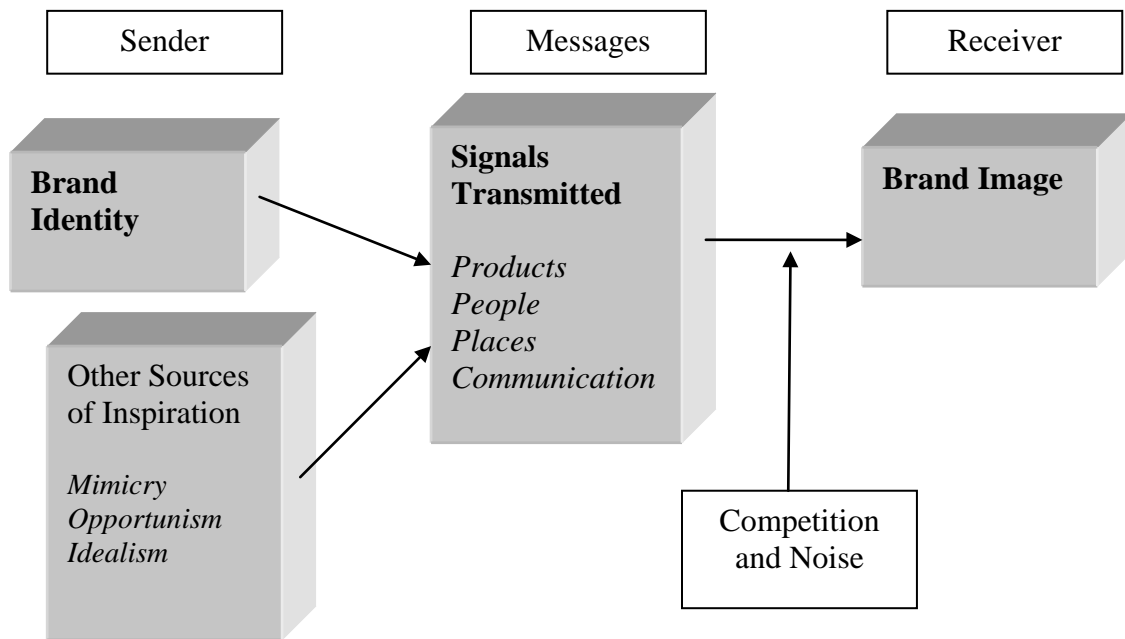 Sender
Messages
Receiver
Brand
Identity
Signals
Transmitted
Products
People
Places
Communication
Brand Image
Other Sources
of Inspiration
Mimicry
Opportunism
Idealism
Competition
and Noise